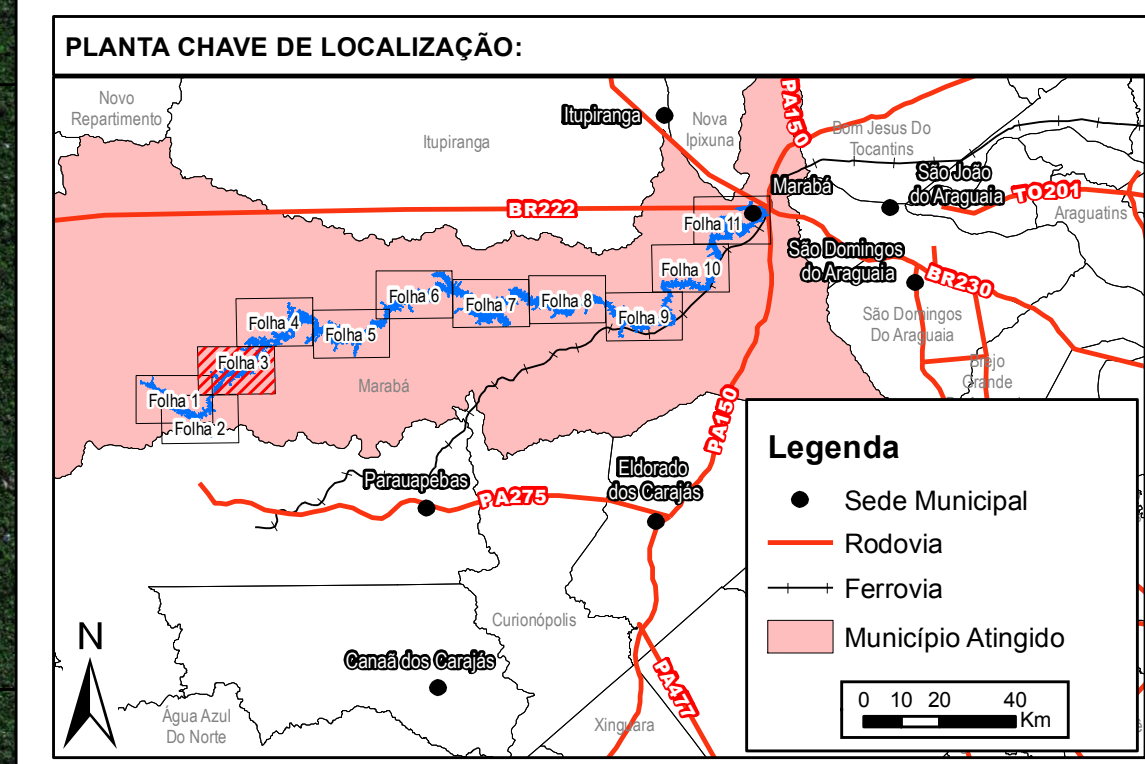 PLANTA CHAVE DE LOCALIZAÇÃO:
Novo
Repartimento
Itupiranga
Itupiranga
Nova
Ipixuna
PA150
Bom Jesus Do
Tocantins
São João
do Araguaia
TO201
Araguatins
Marabá
BR222
Folha 11
São Domingos
do Araguaia
BR230
Folha 10
Folha 6
Folha 7
Folha 8
Folha 9
São Domingos
Do Araguaia
Folha 4
Folha 5
Brejo
Grande
Folha 3
Marabá
Folha 1
Folha 2
PA150
Parauapebas
PA275
Eldorado
dos Carajás
Curionópolis
Canaã dos Carajás
PA477
Xinguara
Água Azul
Do Norte
N
Legenda
Sede Municipal
Rodovia
Ferrovia
Município Atingido
0 10 20 40
Km